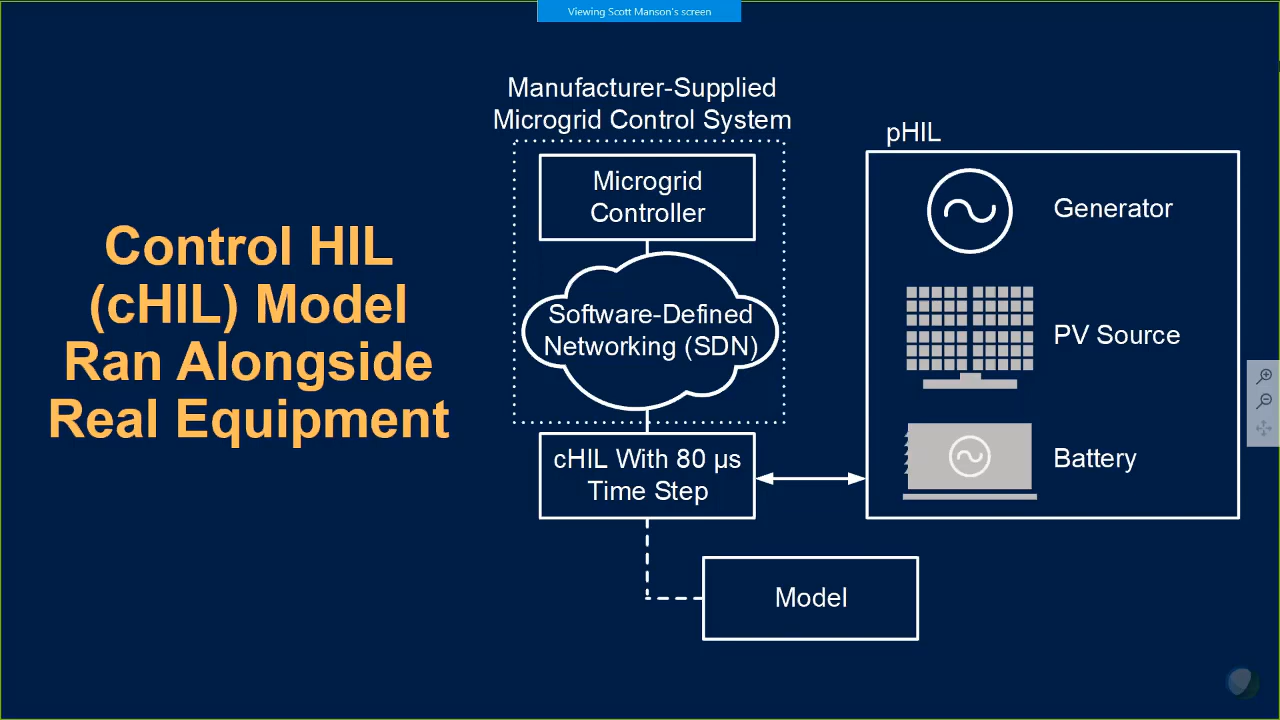 Viewing Scott Manson's screen
Control HIL
(cHIL) Model
Ran Alongside
Real Equipment
Manufacturer-Supplied
Microgrid Control System
Microgrid
Controller
Software-Defined
Networking (SDN)
cHIL With 80 µs
Time Step
Model
pHIL
Generator
PV Source
Battery